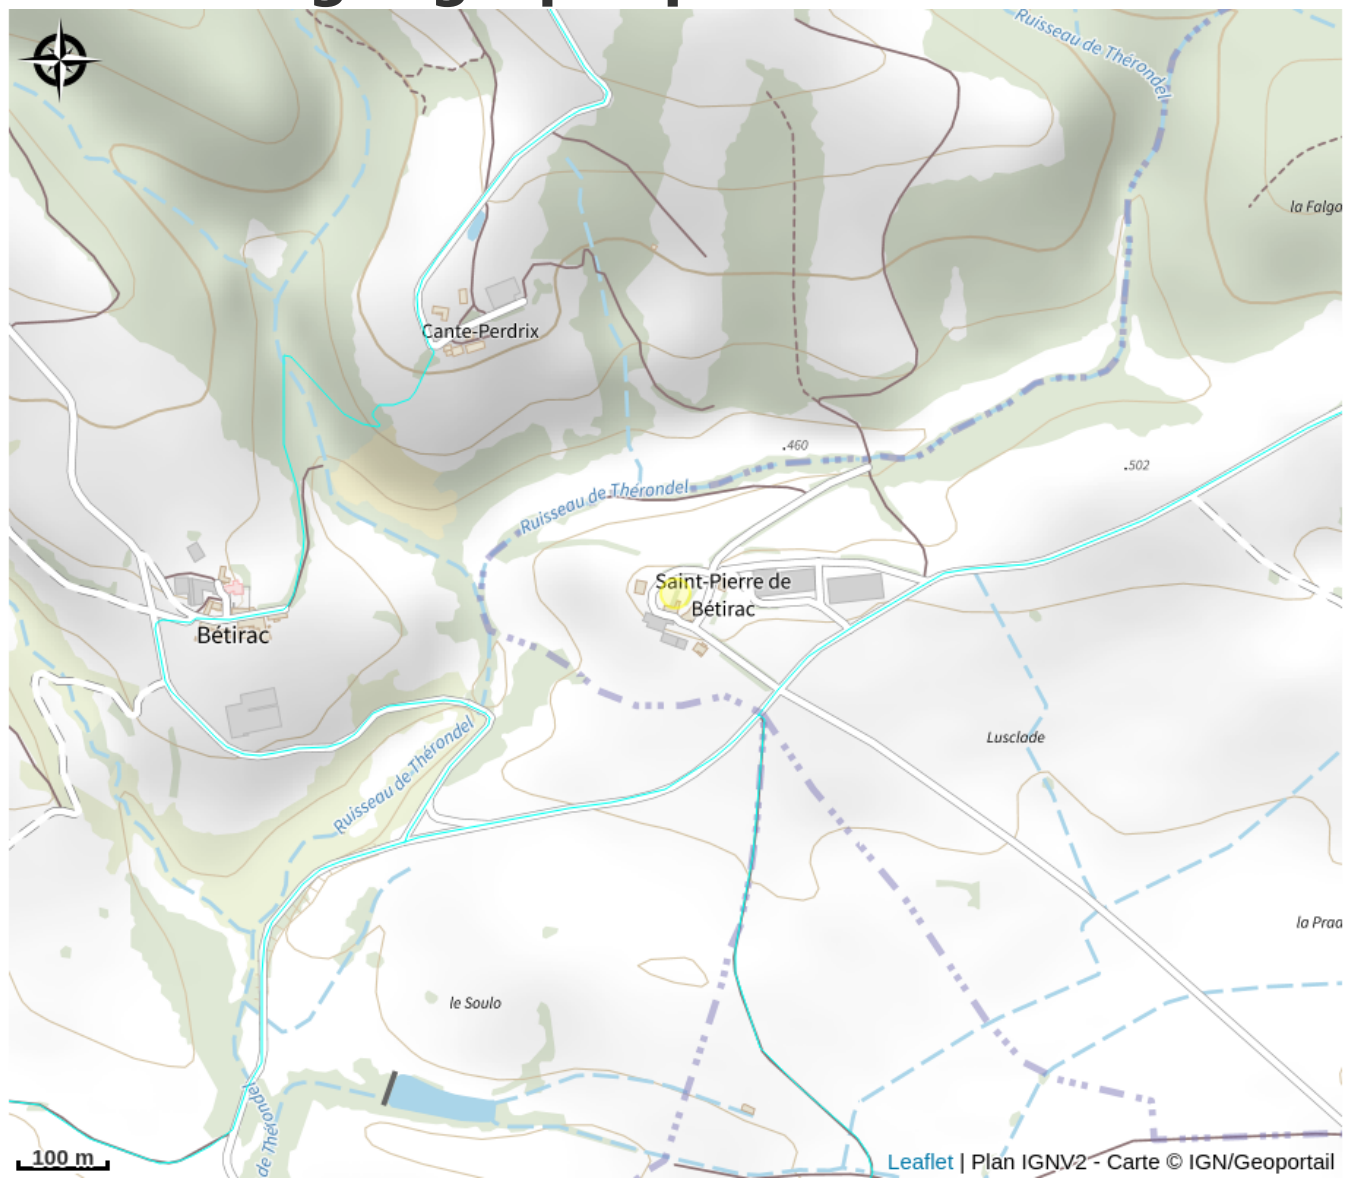 Ruisseau de Thérondel
la Falgo
Cante-Perdrix
.460
.502
Ruisseau de Thérondel
Saint-Pierre de
Bétirac
Bétirac
Lusclade
Ruisseau de Thérondel
la Prad
le Soulo
de Thérondel
100 m
Leaflet | Plan IGNV2 - Carte © IGN/Geoportail